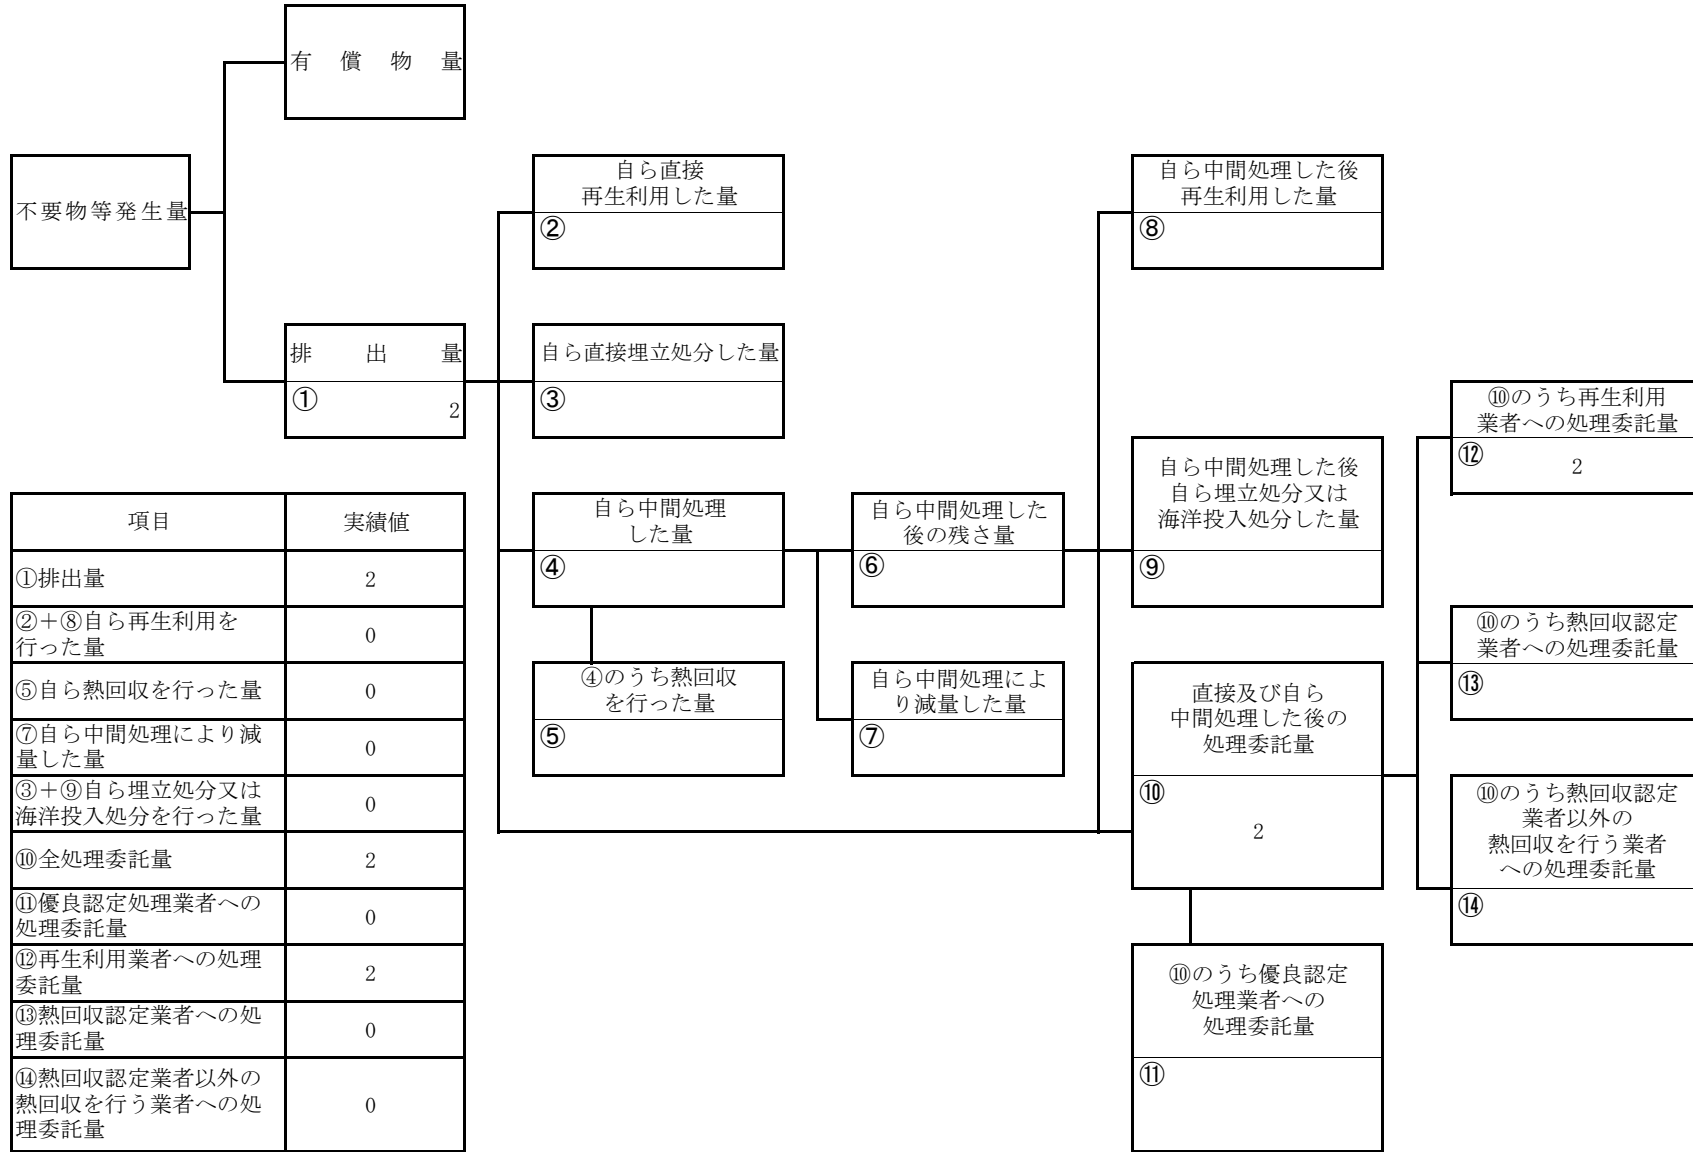 有償物量
不要物等発生量
自ら直接
再生利用した量
②
自ら中間処理した後
再生利用した量
⑧
排出量
①
2
自ら直接埋立処分した量
③
⑩のうち再生利用
業者への処理委託量
⑫
2
自ら中間処理
した量
④
自ら中間処理した
後の残さ量
⑥
自ら中間処理した後
自ら埋立処分又は
海洋投入処分した量
⑨
⑩のうち熱回収認定
業者への処理委託量
⑬
④のうち熱回収
を行った量
⑤
自ら中間処理によ
り減量した量
⑦
直接及び自ら
中間処理した後の
処理委託量
⑩
2
⑩のうち熱回収認定
業者以外の
熱回収を行う業者
への処理委託量
⑭
⑩のうち優良認定
処理業者への
処理委託量
⑪
項目 実績値
①排出量 2
②+⑧自ら再生利用を
行った量 0
⑤自ら熱回収を行った量 0
⑦自ら中間処理により減
量した量 0
③+⑨自ら埋立処分又は
海洋投入処分を行った量 0
⑩全処理委託量 2
⑪優良認定処理業者への
処理委託量 0
⑫再生利用業者への処理
委託量 2
⑬熱回収認定業者への処
理委託量 0
⑭熱回収認定業者以外の
熱回収を行う業者への処
理委託量 0